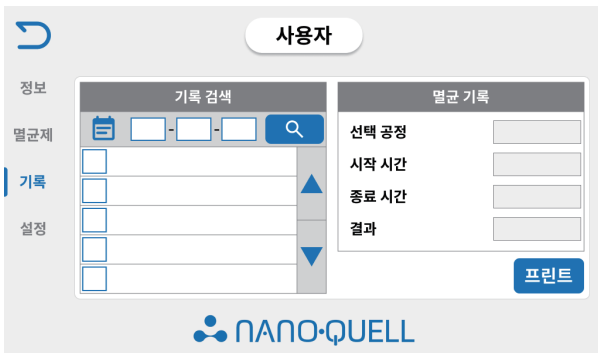 사용자
정보
멸균제
기록
설정
기록 검색
- -
멸균 기록
선택 공정
시작 시간
종료 시간
결과
프린트
NANO·QUELL